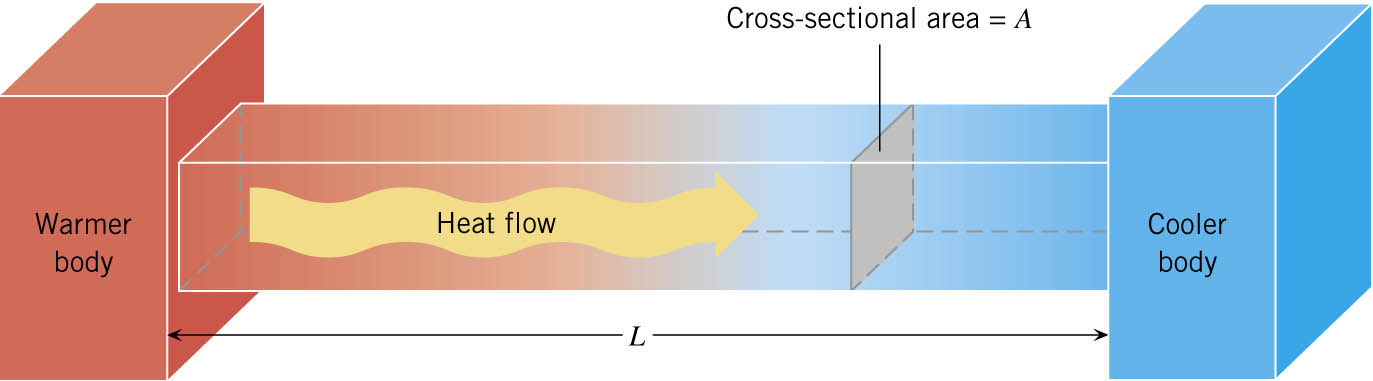 Cross-sectional area = A
Warmer
body
Heat flow
Cooler
body
L